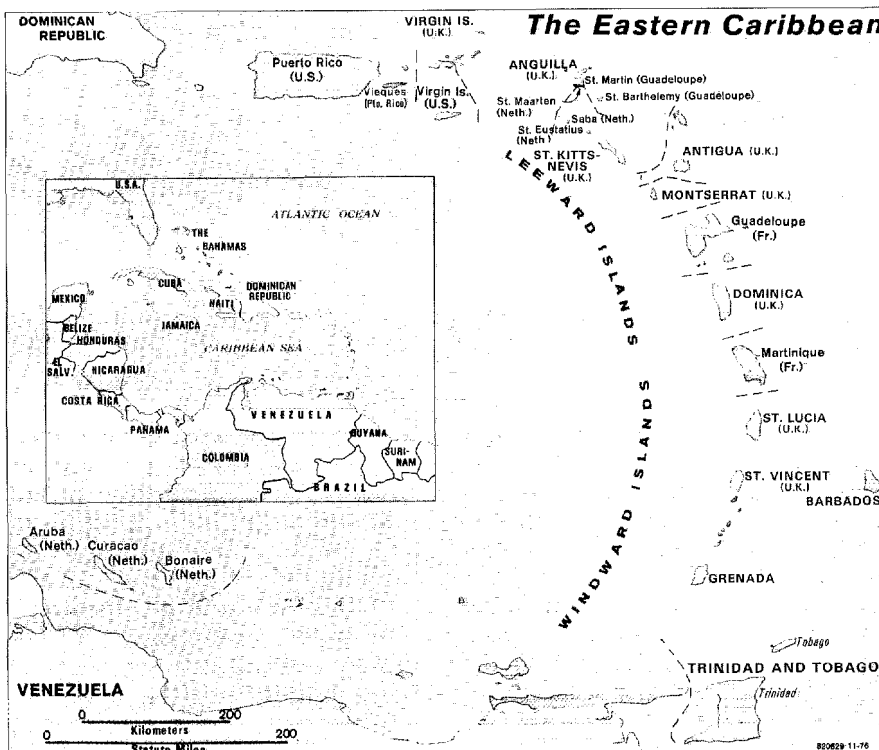 The Eastern Caribbean
DOMINICAN
REPUBLIC
VIRGIN IS.
(U.K.)
Puerto Rico
(U.S.)
Vieques
(Pto. Rico)
Virgin Is.
(U.S.)
ANGUILLA
(U.K.)
St. Martin (Guadeloupe)
St. Barthelemy (Guadeloupe)
St. Maarten
(Neth.)
Saba (Neth.)
St. Eustatius
(Neth)
ST. KITTS-
NEVIS
(U.K.)
ANTIGUA (U.K.)
MONTSERRAT (U.K.)
Guadeloupe
(Fr.)
DOMINICA
(U.K.)
Martinique
(Fr.)
ST. LUCIA
(U.K.)
ST. VINCENT
(U.K.)
BARBADOS
GRENADA
LEEWARD ISLANDS
WINDWARD ISLANDS
U.S.A.
ATLANTIC OCEAN
THE
BAHAMAS
CUBA
MEXICO
HAITI
DOMINICAN
REPUBLIC
JAMAICA
BELIZE
HONDURAS
CARIBBEAN SEA
EL
SALV.
NICARAGUA
COSTA RICA
PANAMA
VENEZUELA
GUYANA
SURI-
NAM
COLOMBIA
BRAZIL
Aruba
(Neth.)
Curacao
(Neth.)
Bonaire
(Neth.)
Tobago
TRINIDAD AND TOBAGO
Trinidad
VENEZUELA
0 200
Kilometers
0 200
Statute Miles
820629 11-76